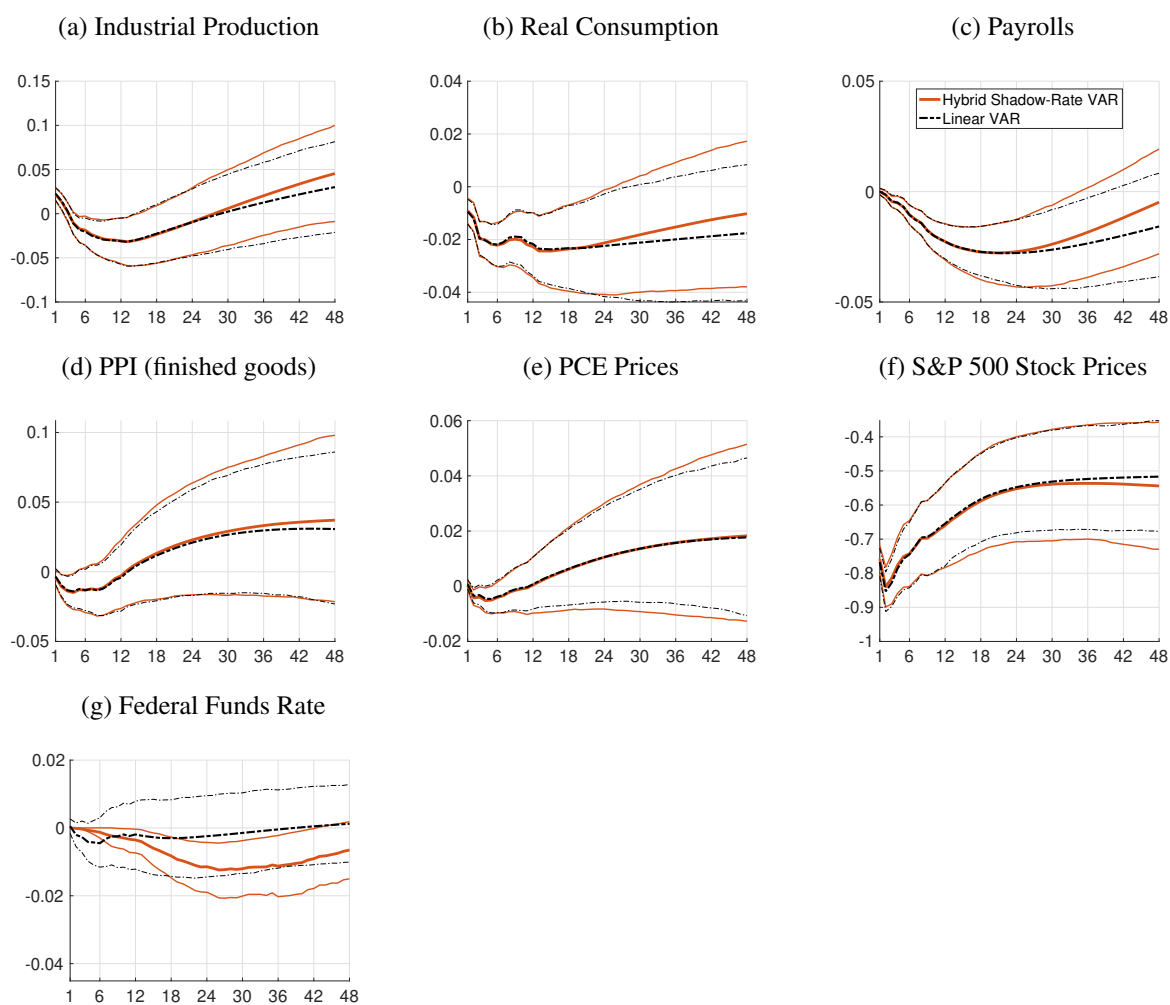 (a) Industrial Production
0.15
0.1
0.05
0
-0.05
-0.1
1 6 12 18 24 30 36 42 48
(b) Real Consumption
0.04
0.02
0
-0.02
-0.04
1 6 12 18 24 30 36 42 48
(c) Payrolls
0.05
0
-0.05
1 6 12 18 24 30 36 42 48
Hybrid Shadow-Rate VAR
Linear VAR
(d) PPI (finished goods)
0.1
0.05
0
-0.05
1 6 12 18 24 30 36 42 48
(e) PCE Prices
0.06
0.04
0.02
0
-0.02
1 6 12 18 24 30 36 42 48
(f) S&P 500 Stock Prices
-0.4
-0.5
-0.6
-0.7
-0.8
-0.9
-1
1 6 12 18 24 30 36 42 48
(g) Federal Funds Rate
0.02
0
-0.02
-0.04
1 6 12 18 24 30 36 42 48